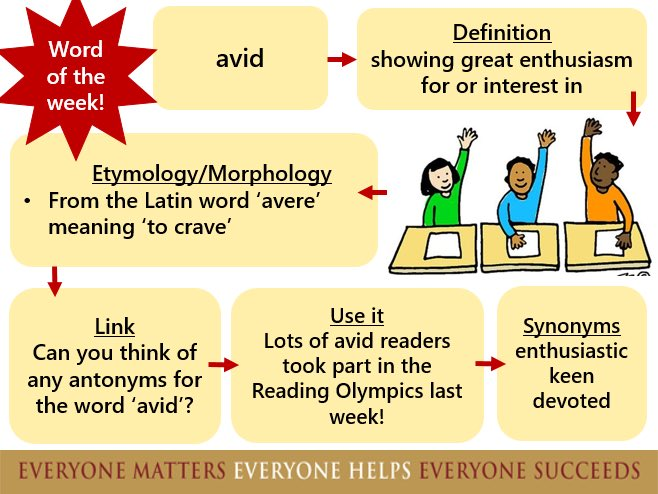 Word
of the
week!
avid
Definition
showing great enthusiasm
for or interest in
Etymology/Morphology
• From the Latin word ‘avere’
meaning ‘to crave’
Link
Can you think of
any antonyms for
the word ‘avid’?
Use it
Lots of avid readers
took part in the
Reading Olympics last
week!
Synonyms
enthusiastic
keen
devoted
EVERYONE MATTERS EVERYONE HELPS EVERYONE SUCCEEDS